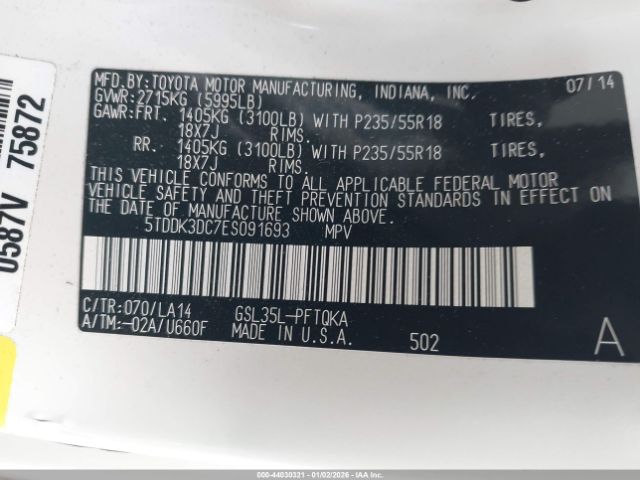 MFD.BY:TOYOTA MOTOR MANUFACTURING, INDIANA, INC. 07/14
GVWR:2715KG (5995LB)
GAWR:FRT. 1405KG (3100LB) WITH P235/55R18 TIRES,
18X7J RIMS.
RR. 1405KG (3100LB) WITH P235/55R18 TIRES,
18X7J RIMS.
THIS VEHICLE CONFORMS TO ALL APPLICABLE FEDERAL MOTOR
VEHICLE SAFETY AND THEFT PREVENTION STANDARDS IN EFFECT ON
THE DATE OF MANUFACTURE SHOWN ABOVE.
5TDDK3DC7ES091693 MPV
C/TR:070/LA14 GSL35L-PFTQKA
A/TM:-02A/U660F MADE IN U.S.A. 502 A
0587V 75872
000-44030321 - 01/02/2026 - IAA Inc.